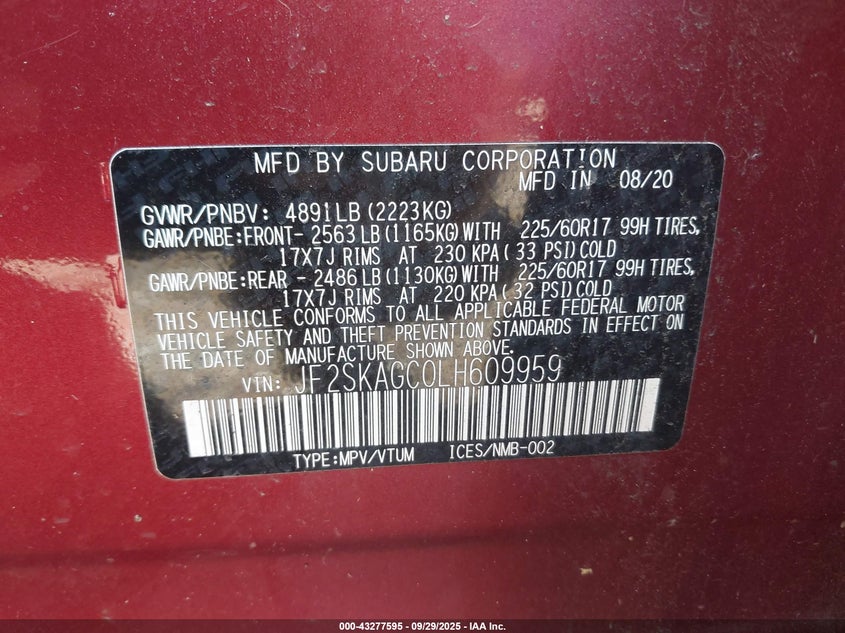 MFD BY SUBARU CORPORATION
MFD IN 08/20
GVWR/PNBV: 4891LB (2223KG)
GAWR/PNBE:FRONT- 2563 LB (1165KG) WITH 225/60R17 99H TIRES,
17X7J RIMS AT 230 KPA( 33 PSI) COLD
GAWR/PNBE:REAR - 2486 LB (1130KG) WITH 225/60R17 99H TIRES,
17X7J RIMS AT 220 KPA( 32 PSI) COLD
THIS VEHICLE CONFORMS TO ALL APPLICABLE FEDERAL MOTOR
VEHICLE SAFETY AND THEFT PREVENTION STANDARDS IN EFFECT ON
THE DATE OF MANUFACTURE SHOWN ABOVE.
VIN: JF2SKAGC0LH609959
TYPE:MPV/VTUM ICES/NMB-002
000-43277595 - 09/29/2025 - IAA Inc.